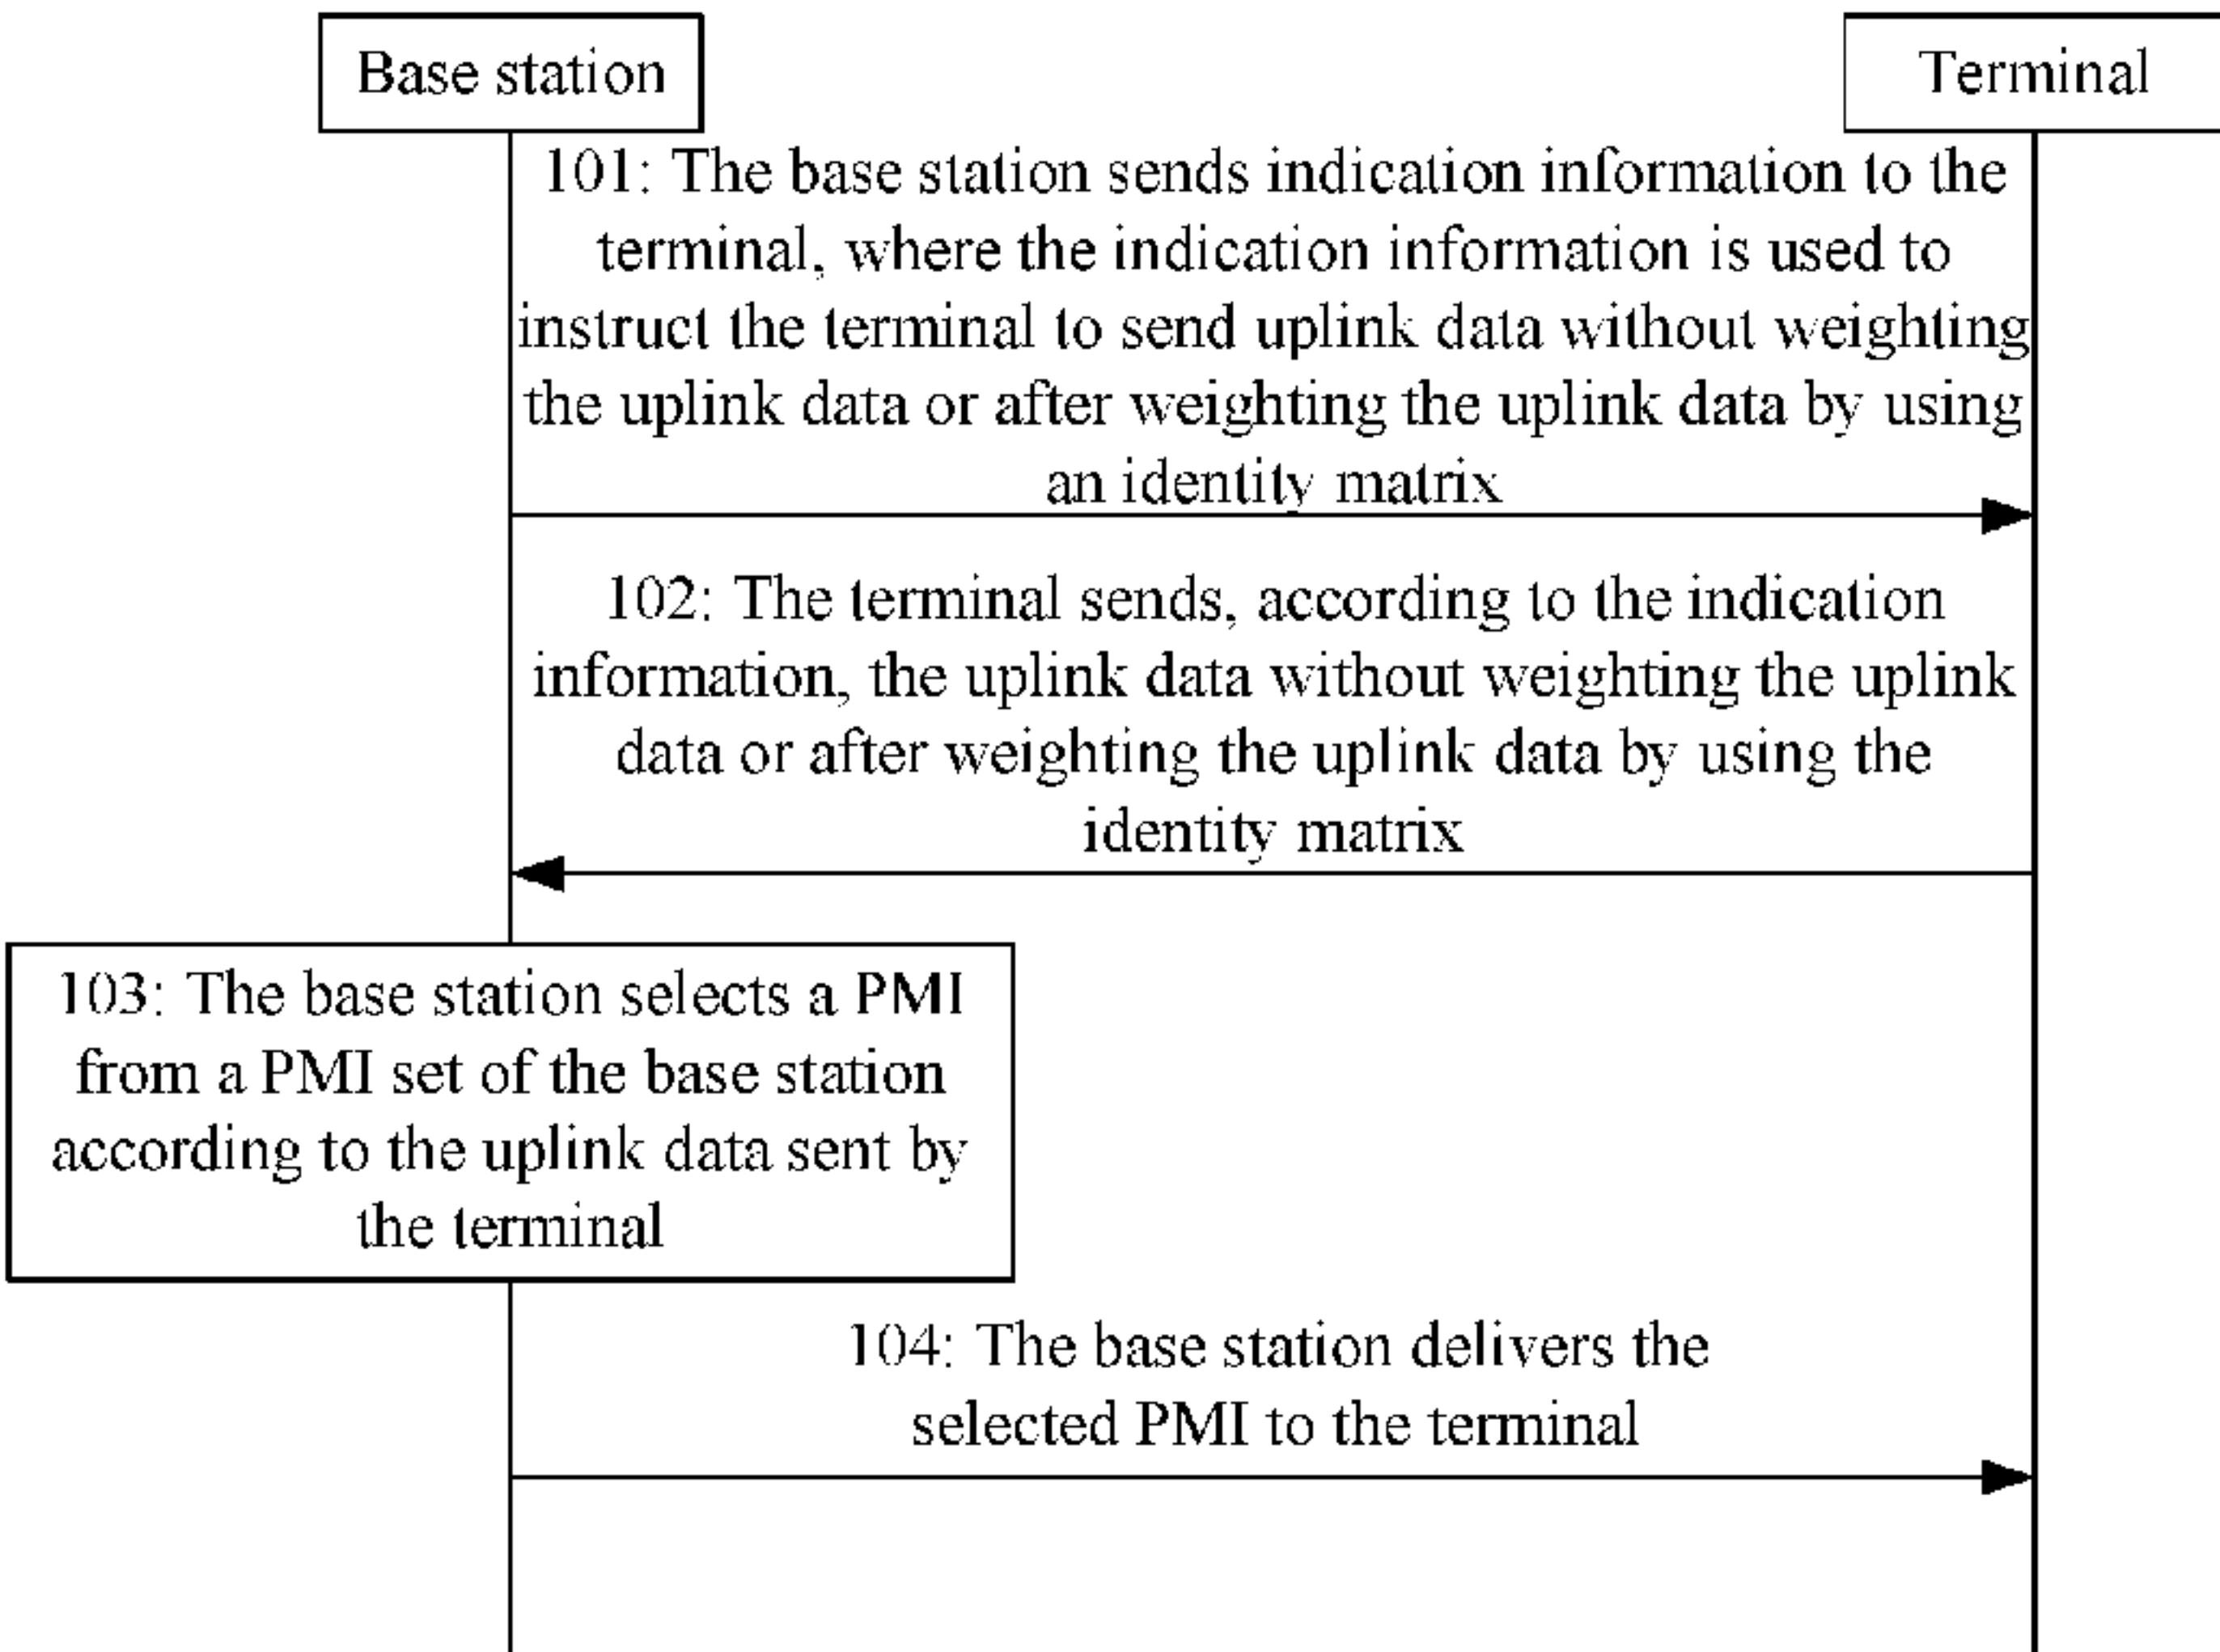 Base station
Terminal
101: The base station sends indication information to the
terminal, where the indication information is used to
instruct the terminal to send uplink data without weighting
the uplink data or after weighting the uplink data by using
an identity matrix
102: The terminal sends, according to the indication
information, the uplink data without weighting the uplink
data or after weighting the uplink data by using the
identity matrix
103: The base station selects a PMI
from a PMI set of the base station
according to the uplink data sent by
the terminal
104: The base station delivers the
selected PMI to the terminal